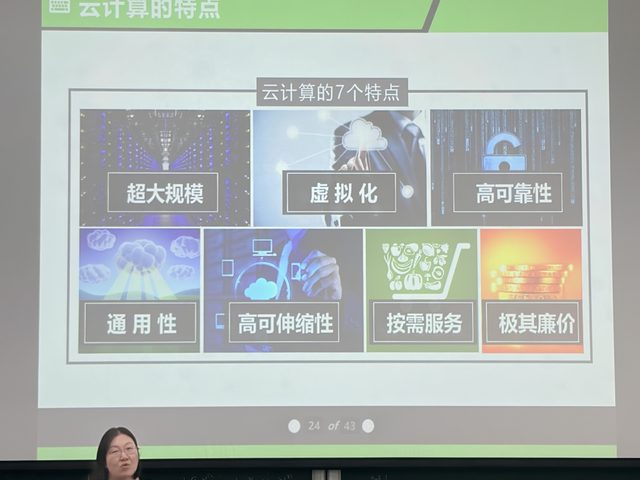 云计算的特点
云计算的7个特点
超大规模
虚拟化
高可靠性
通用性
高可伸缩性
按需服务
极其廉价
24 of 43